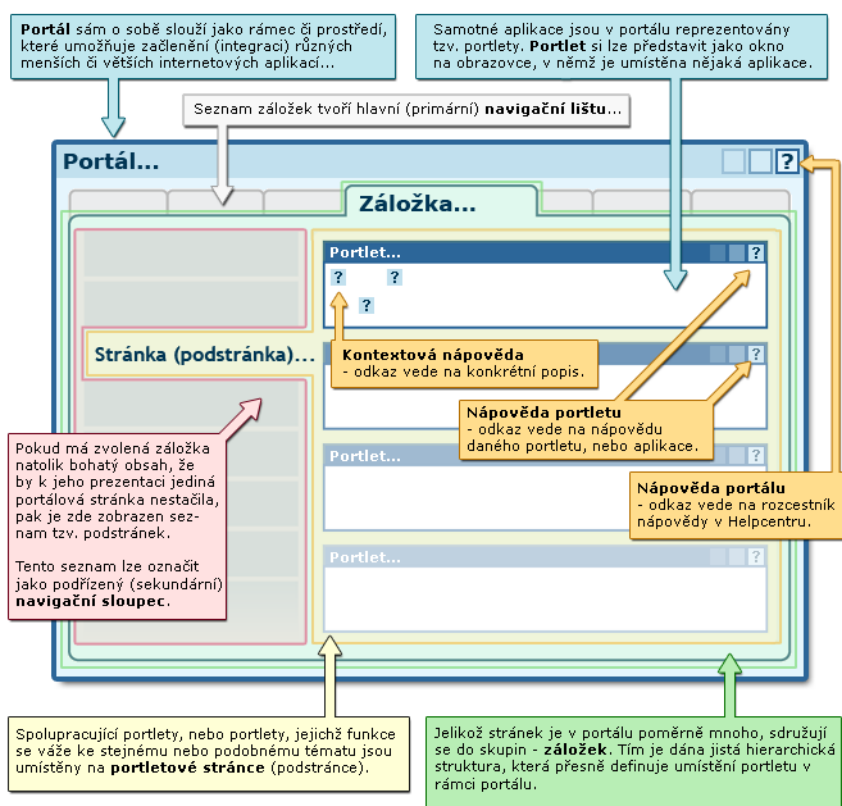 Portál sám o sobě slouží jako rámec či prostředí,
které umožňuje začlenění (integraci) různých
menších či větších internetových aplikací...
Samotné aplikace jsou v portálu reprezentovány
tzv. portlety. Portlet si lze představit jako okno
na obrazovce, v němž je umístěna nějaká aplikace.
Seznam záložek tvoří hlavní (primární) navigační lištu...
Portál...
?
Záložka...
Portlet...
?
? ?
?
Stránka (podstránka)...
Kontextová nápověda
- odkaz vede na konkrétní popis.
?
Nápověda portletu
- odkaz vede na nápovědu
daného portletu, nebo aplikace.
Pokud má zvolená záložka
natolik bohatý obsah, že
by k jeho prezentaci jediná
portálová stránka nestačila,
pak je zde zobrazen sez-
nam tzv. podstránek.
Tento seznam lze označit
jako podřízený (sekundární)
navigační sloupec.
Portlet...
?
Nápověda portálu
- odkaz vede na rozcestník
nápovědy v Helpcentru.
Portlet...
?
Spolupracující portlety, nebo portlety, jejichž funkce
se váže ke stejnému nebo podobnému tématu jsou
umístěny na portletové stránce (podstránce).
Jelikož stránek je v portálu poměrně mnoho, sdružují
se do skupin - záložek. Tím je dána jistá hierarchická
struktura, která přesně definuje umístění portletu v
rámci portálu.